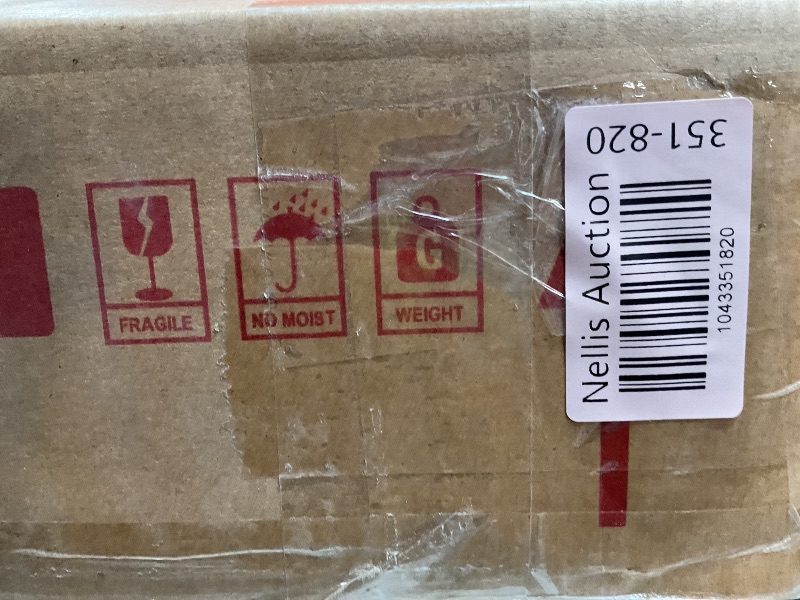 FRAGILE
NO MOIST
G
WEIGHT
351-820
Nellis Auction
1043351820